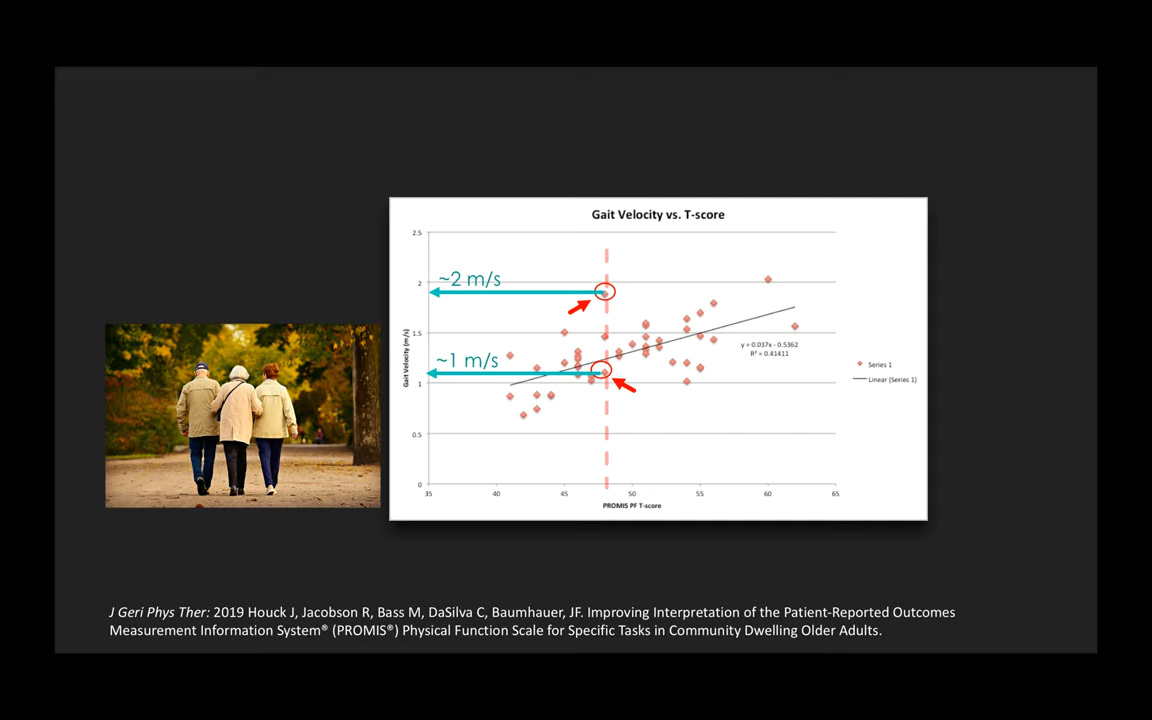 Gait Velocity vs. T-score
2.5
2
1.5
1
0.5
0
Gait Velocity (m/s)
~2 m/s
~1 m/s
y = 0.037x - 0.5362
R² = 0.41411
Series 1
Linear (Series 1)
35 40 45 50 55 60 65
PROMIS PF T-score
J Geri Phys Ther: 2019 Houck J, Jacobson R, Bass M, DaSilva C, Baumhauer, JF. Improving Interpretation of the Patient-Reported Outcomes
Measurement Information System® (PROMIS®) Physical Function Scale for Specific Tasks in Community Dwelling Older Adults.